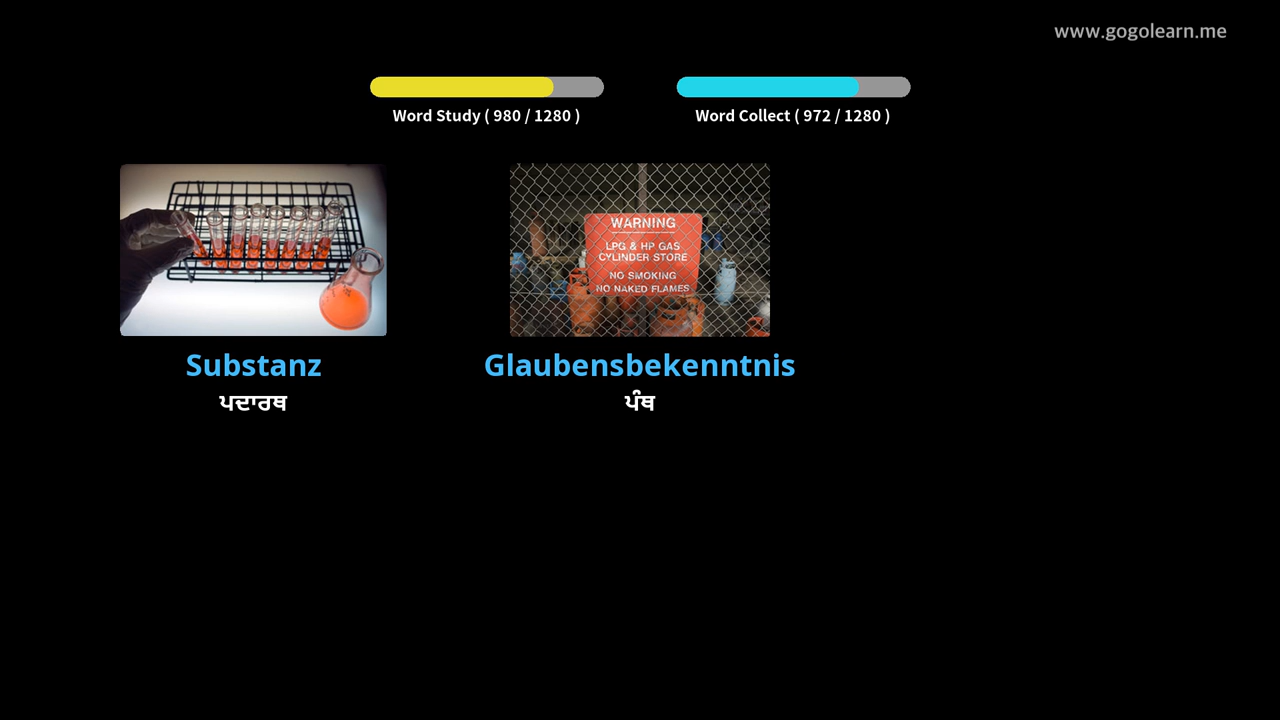 www.gogolearn.me
Word Study ( 980 / 1280 )
Word Collect ( 972 / 1280 )
WARNING
LPG & HP GAS
CYLINDER STORE
NO SMOKING
NO NAKED FLAMES
Substanz
ਪਦਾਰਥ
Glaubensbekenntnis
ਪੰਥ